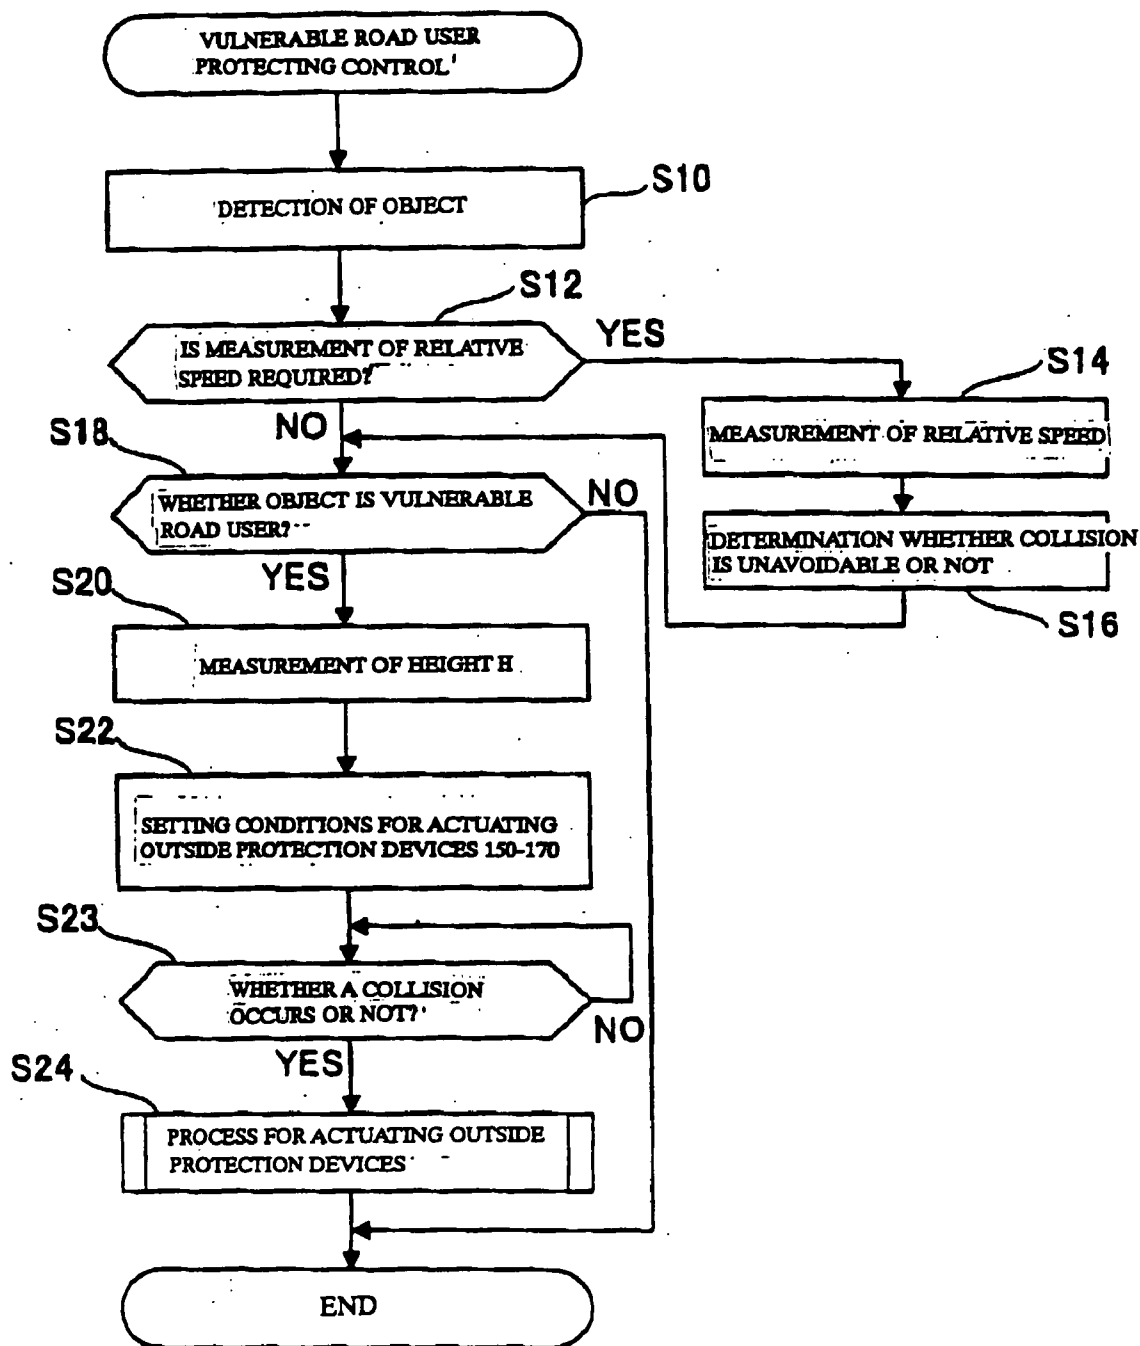 VULNERABLE ROAD USER
PROTECTING CONTROL
S10
DETECTION OF OBJECT
S12
IS MEASUREMENT OF RELATIVE
SPEED REQUIRED?
YES
NO
S14
MEASUREMENT OF RELATIVE SPEED
DETERMINATION WHETHER COLLISION
IS UNAVOIDABLE OR NOT
S16
S18
WHETHER OBJECT IS VULNERABLE
ROAD USER?
NO
YES
S20
MEASUREMENT OF HEIGHT H
S22
SETTING CONDITIONS FOR ACTUATING
OUTSIDE PROTECTION DEVICES 150-170
S23
WHETHER A COLLISION
OCCURS OR NOT?
NO
YES
S24
PROCESS FOR ACTUATING OUTSIDE
PROTECTION DEVICES
END